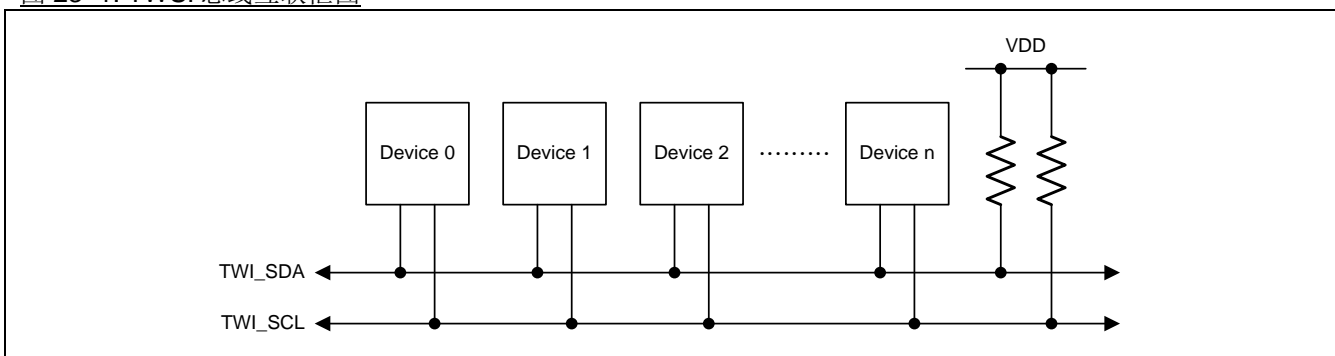 VDD
Device 0 Device 1 Device 2 ········· Device n
TWI_SDA
TWI_SCL